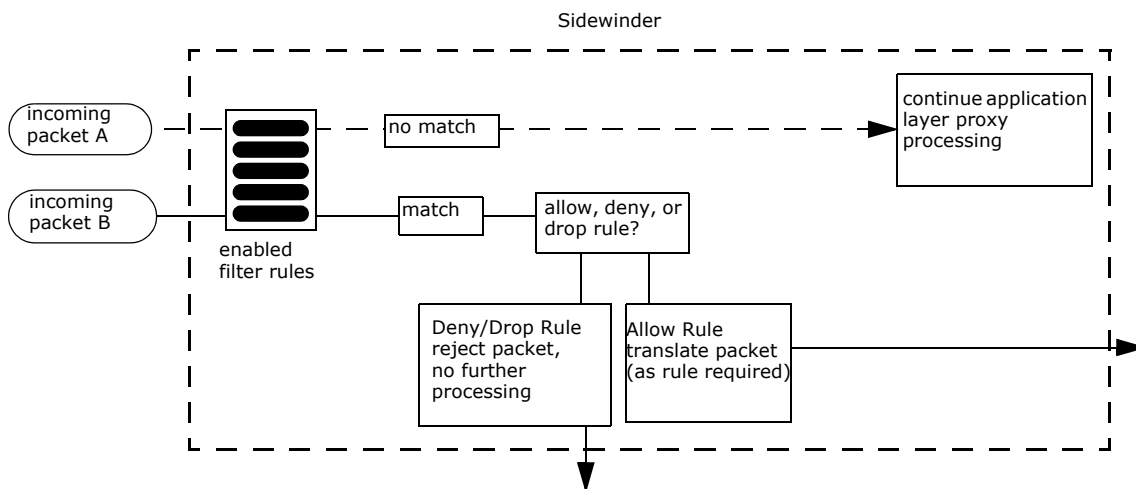 Sidewinder
incoming
packet A
no match
continue application
layer proxy
processing
incoming
packet B
match
allow, deny, or
drop rule?
enabled
filter rules
Deny/Drop Rule
reject packet,
no further
processing
Allow Rule
translate packet
(as rule required)